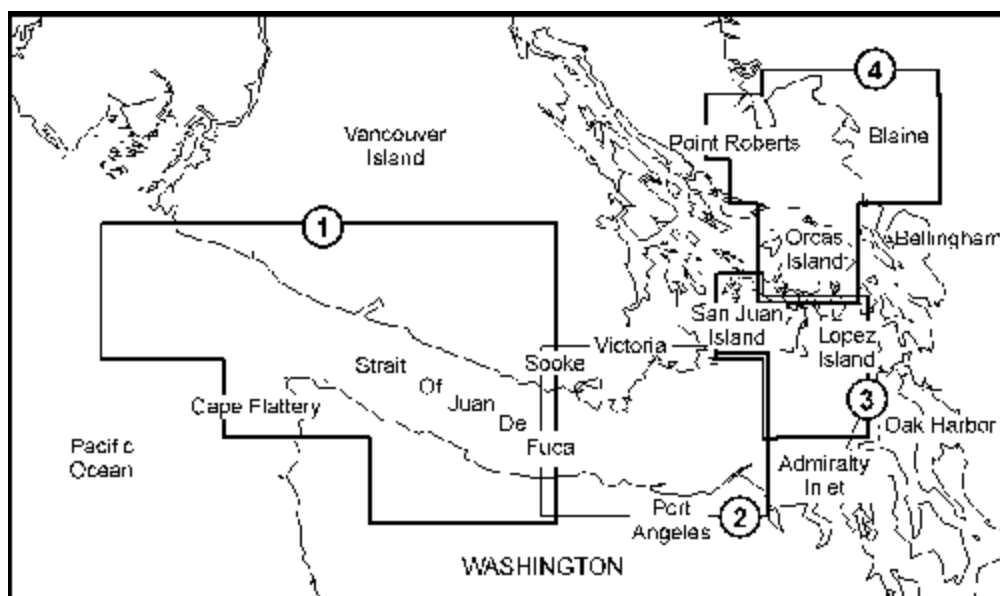 4
Vancouver
Island
Point Roberts
Blaine
1
Orcas
Island
Bellingham
San Juan
Island
Victoria
Lopez
Island
Sooke
Strait
Of
Juan
De
Fuca
Cape Flattery
3
Oak Harbor
Pacific
Ocean
Admiralty
Inlet
Port
Angeles
2
WASHINGTON